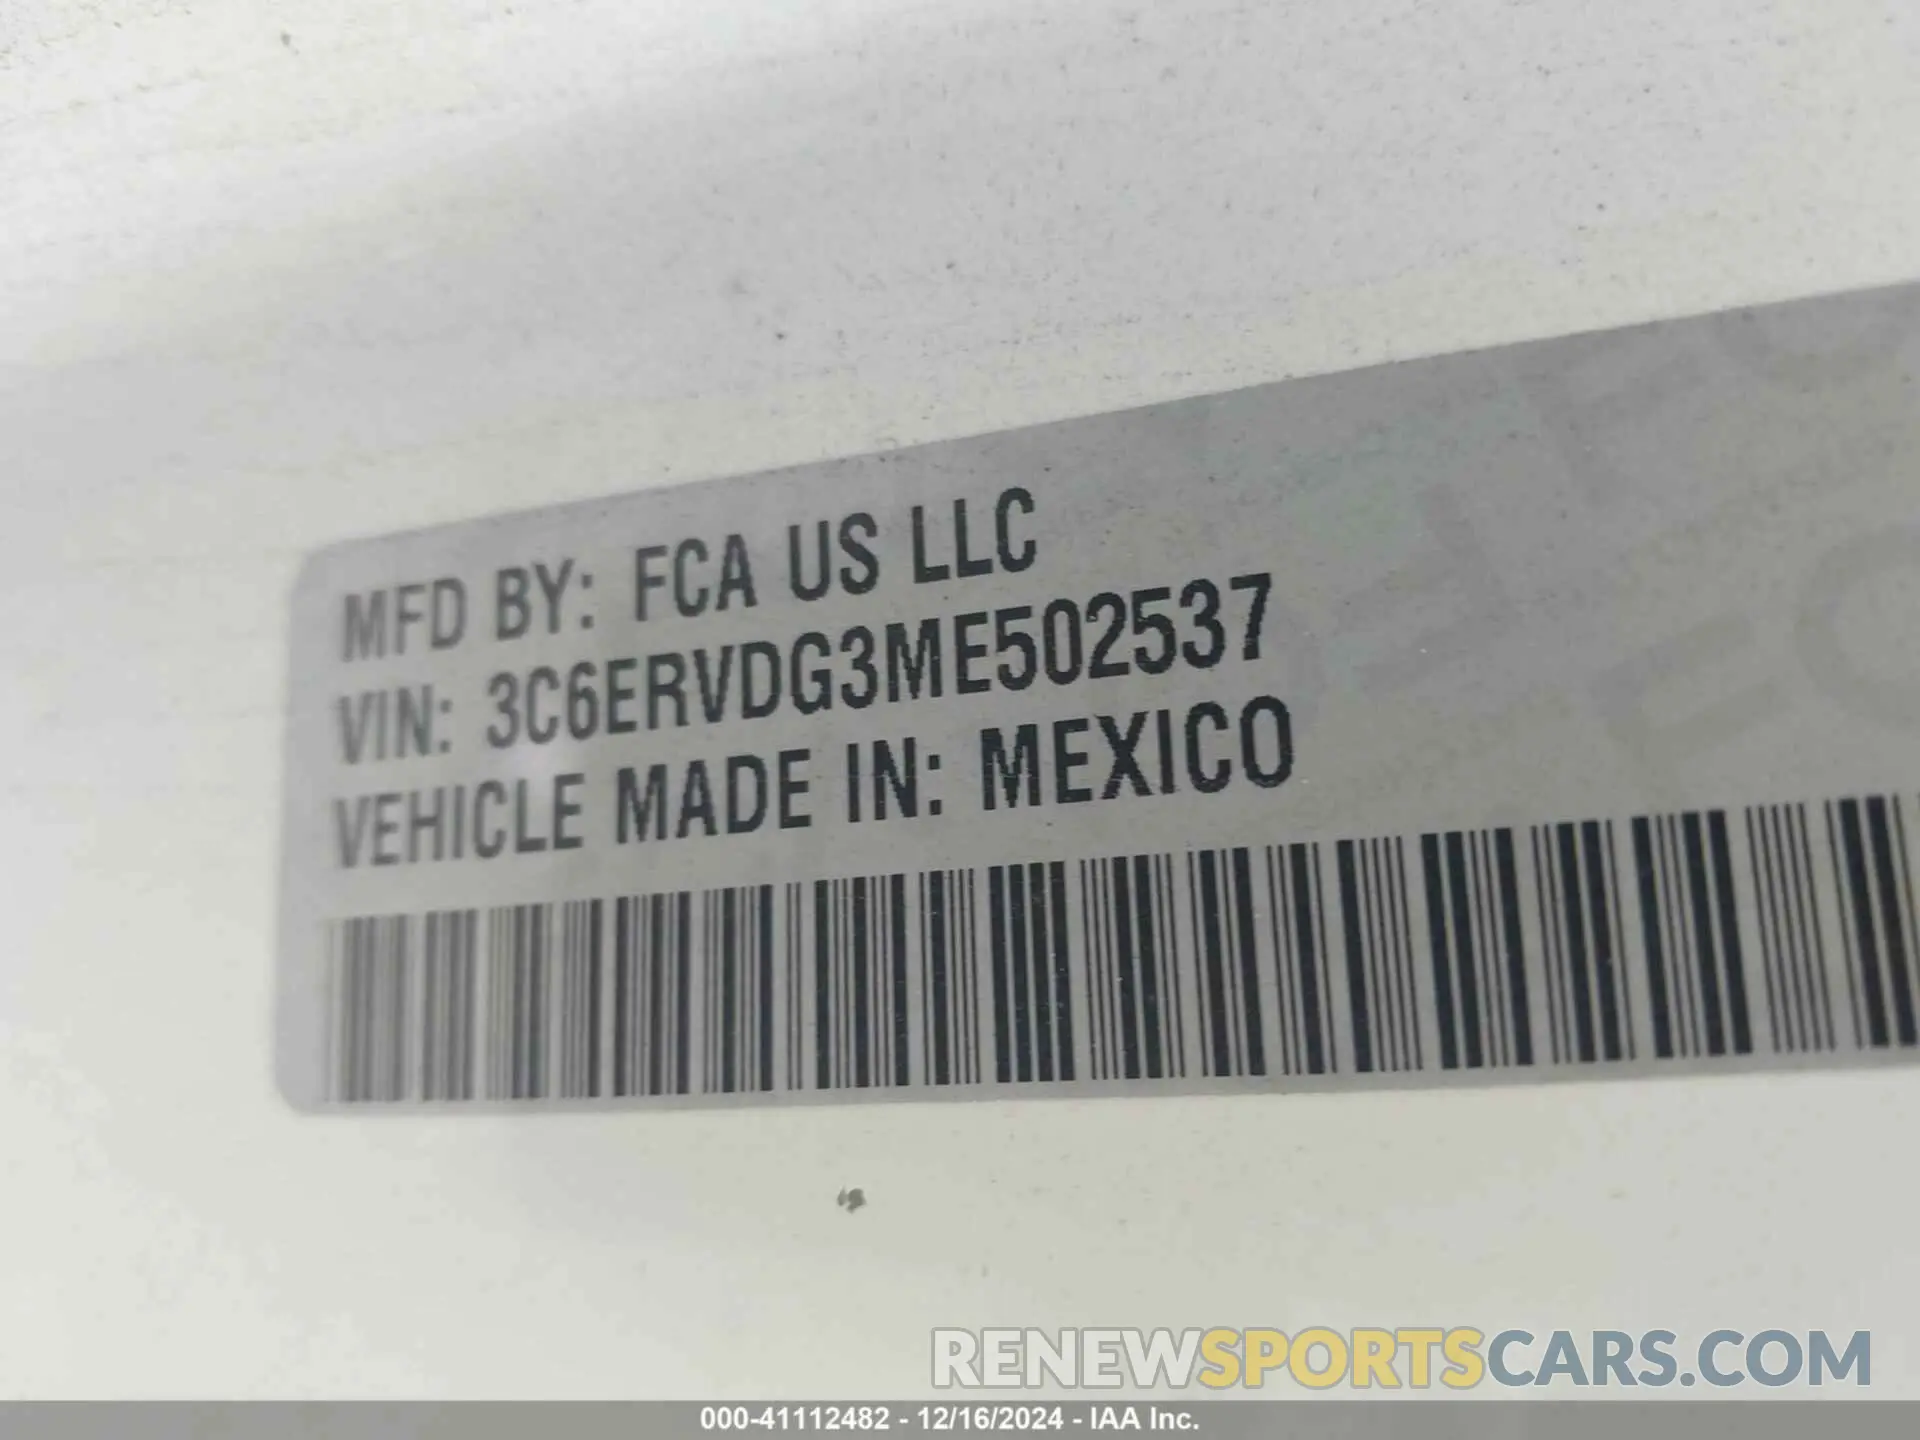 MFD BY: FCA US LLC
VIN: 3C6ERVDG3ME502537
VEHICLE MADE IN: MEXICO
RENEWSPORTSCARS.COM
000-41112482 - 12/16/2024 - IAA Inc.